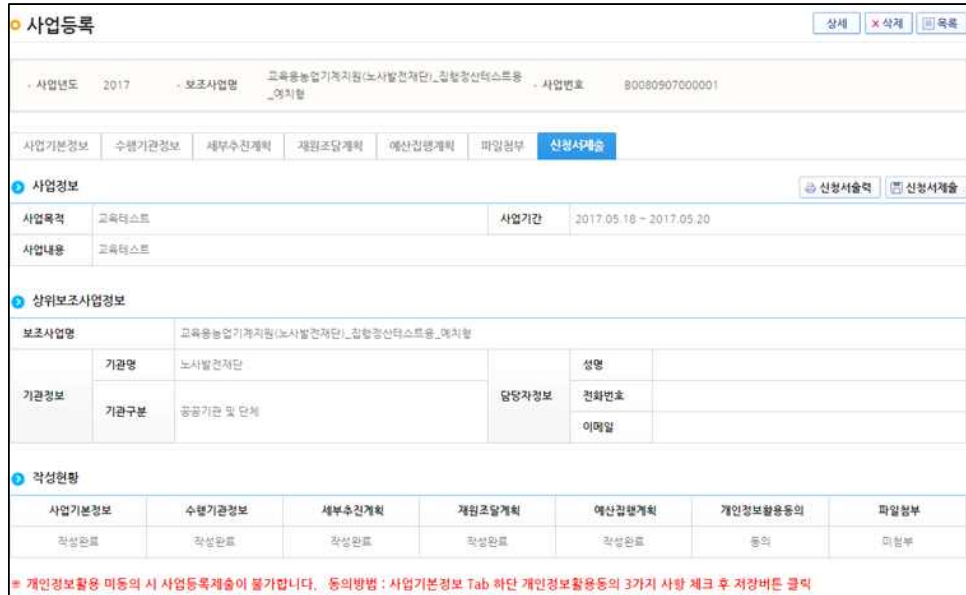 사업등록
상세 삭제 목록
- 사업년도 2017 - 보조사업명 교육용농업기계지원(노사발전재단)_집행정산테스트용
_예치형 - 사업번호 B0080907000001
사업기본정보 수행기관정보 세부추진계획 재원조달계획 예산집행계획 파일첨부 신청서제출
사업정보 신청서출력 신청서제출
사업목적 교육테스트 사업기간 2017.05.18 ~ 2017.05.20
사업내용 교육테스트
상위보조사업정보
보조사업명 교육용농업기계지원(노사발전재단)_집행정산테스트용_예치형
기관정보 기관명 노사발전재단 담당자정보 성명
기관구분 공공기관 및 단체 전화번호
이메일
작성현황
사업기본정보 수행기관정보 세부추진계획 재원조달계획 예산집행계획 개인정보활용동의 파일첨부
작성완료 작성완료 작성완료 작성완료 작성완료 동의 미첨부
※ 개인정보활용 미동의 시 사업등록제출이 불가합니다. 동의방법 : 사업기본정보 Tab 하단 개인정보활용동의 3가지 사항 체크 후 저장버튼 클릭